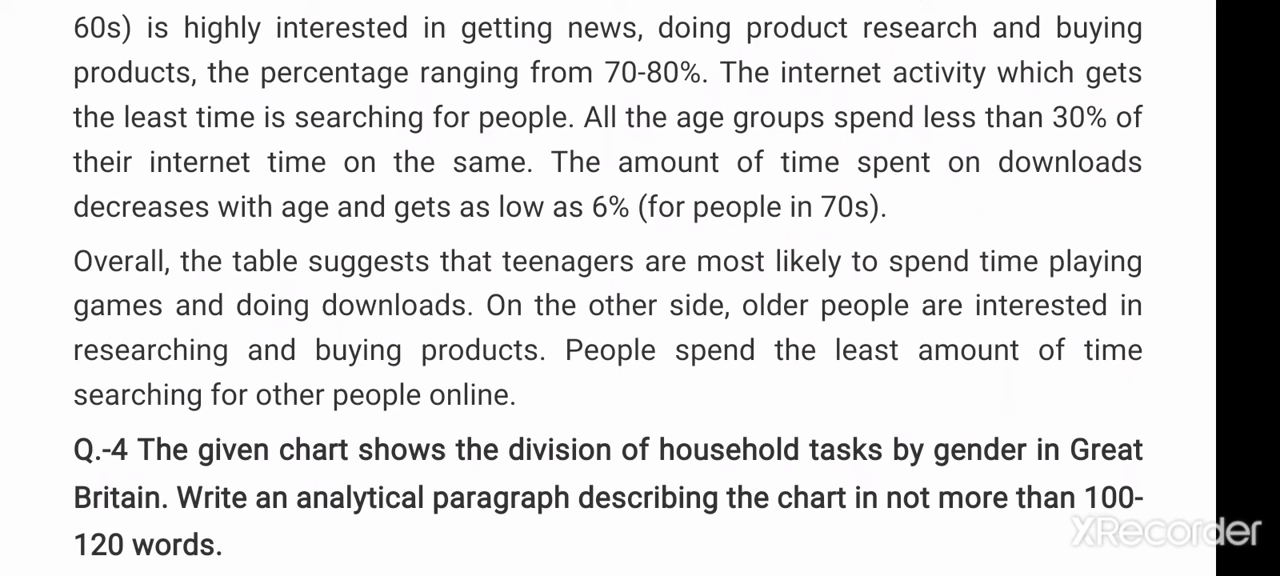 60s) is highly interested in getting news, doing product research and buying
products, the percentage ranging from 70-80%. The internet activity which gets
the least time is searching for people. All the age groups spend less than 30% of
their internet time on the same. The amount of time spent on downloads
decreases with age and gets as low as 6% (for people in 70s).
Overall, the table suggests that teenagers are most likely to spend time playing
games and doing downloads. On the other side, older people are interested in
researching and buying products. People spend the least amount of time
searching for other people online.
Q.-4 The given chart shows the division of household tasks by gender in Great
Britain. Write an analytical paragraph describing the chart in not more than 100-
120 words.
XRecorder